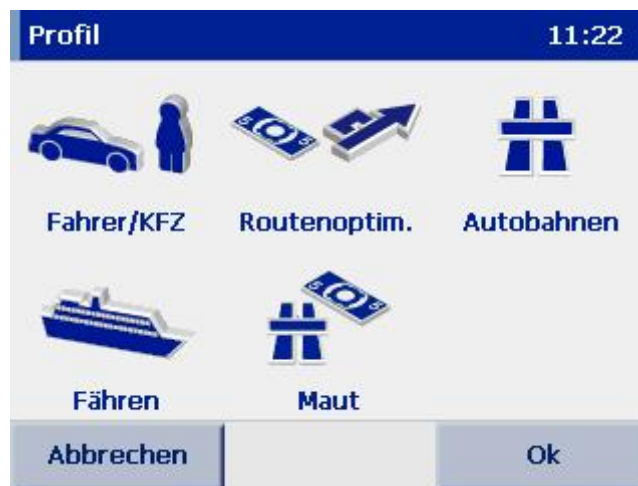 Profil 11:22
Fahrer/KFZ Routenoptim. Autobahnen
Fähren Maut
Abbrechen Ok